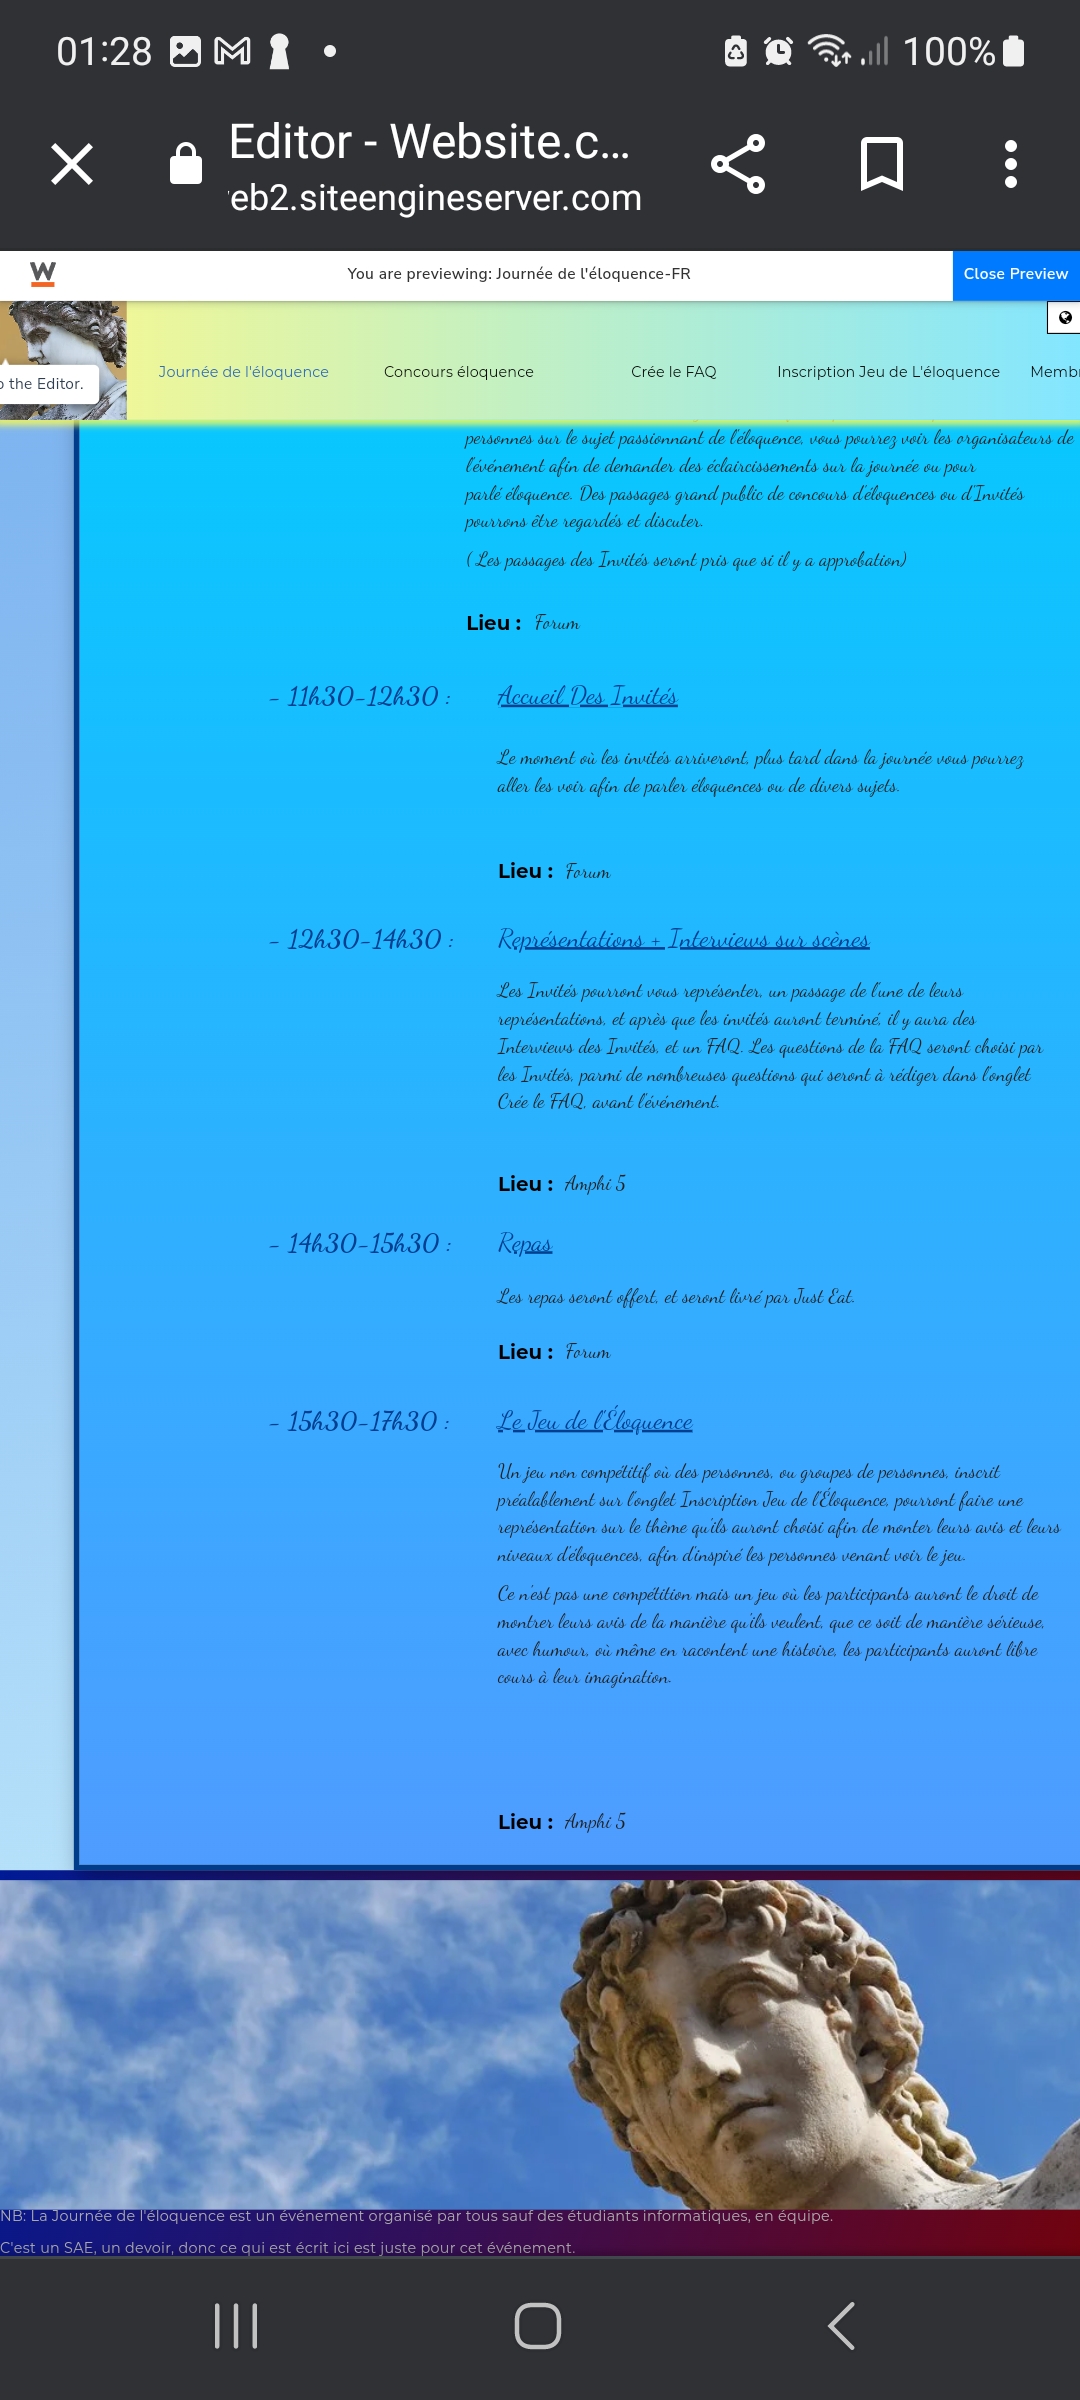 01:28
100%
Editor - Website.c...
eb2.siteengineserver.com
W
You are previewing: Journée de l'éloquence-FR
Close Preview
o the Editor.
Journée de l'éloquence
Concours éloquence
Crée le FAQ
Inscription Jeu de L'éloquence
Membr
personnes sur le sujet passionnant de l'éloquence, vous pourrez voir les organisateurs de
l'événement afin de demander des éclaircissements sur la journée ou pour
parlé éloquence. Des passages grand public de concours d'éloquences ou d'Invités
pourrons être regardés et discuter.
( Les passages des Invités seront pris que si il y a approbation)
Lieu : Forum
- 11h30-12h30 : Accueil Des Invités
Le moment où les invités arriveront, plus tard dans la journée vous pourrez
aller les voir afin de parler éloquences ou de divers sujets.
Lieu : Forum
- 12h30-14h30 : Représentations + Interviews sur scènes
Les Invités pourront vous représenter, un passage de l'une de leurs
représentations, et après que les invités auront terminé, il y aura des
Interviews des Invités, et un FAQ. Les questions de la FAQ seront choisi par
les Invités, parmi de nombreuses questions qui seront à rédiger dans l'onglet
Crée le FAQ, avant l'événement.
Lieu : Amphi 5
- 14h30-15h30 : Repas
Les repas seront offert, et seront livré par Just Eat.
Lieu : Forum
- 15h30-17h30 : Le Jeu de l'Éloquence
Un jeu non compétitif où des personnes, ou groupes de personnes, inscrit
préalablement sur l'onglet Inscription Jeu de l'Éloquence, pourront faire une
représentation sur le thème qu'ils auront choisi afin de monter leurs avis et leurs
niveaux d'éloquences, afin d'inspiré les personnes venant voir le jeu.
Ce n'est pas une compétition mais un jeu où les participants auront le droit de
montrer leurs avis de la manière qu'ils veulent, que ce soit de manière sérieuse,
avec humour, où même en racontent une histoire, les participants auront libre
cours à leur imagination.
Lieu : Amphi 5
NB: La Journée de l'éloquence est un événement organisé par tous sauf des étudiants informatiques, en équipe.
C'est un SAE, un devoir, donc ce qui est écrit ici est juste pour cet événement.